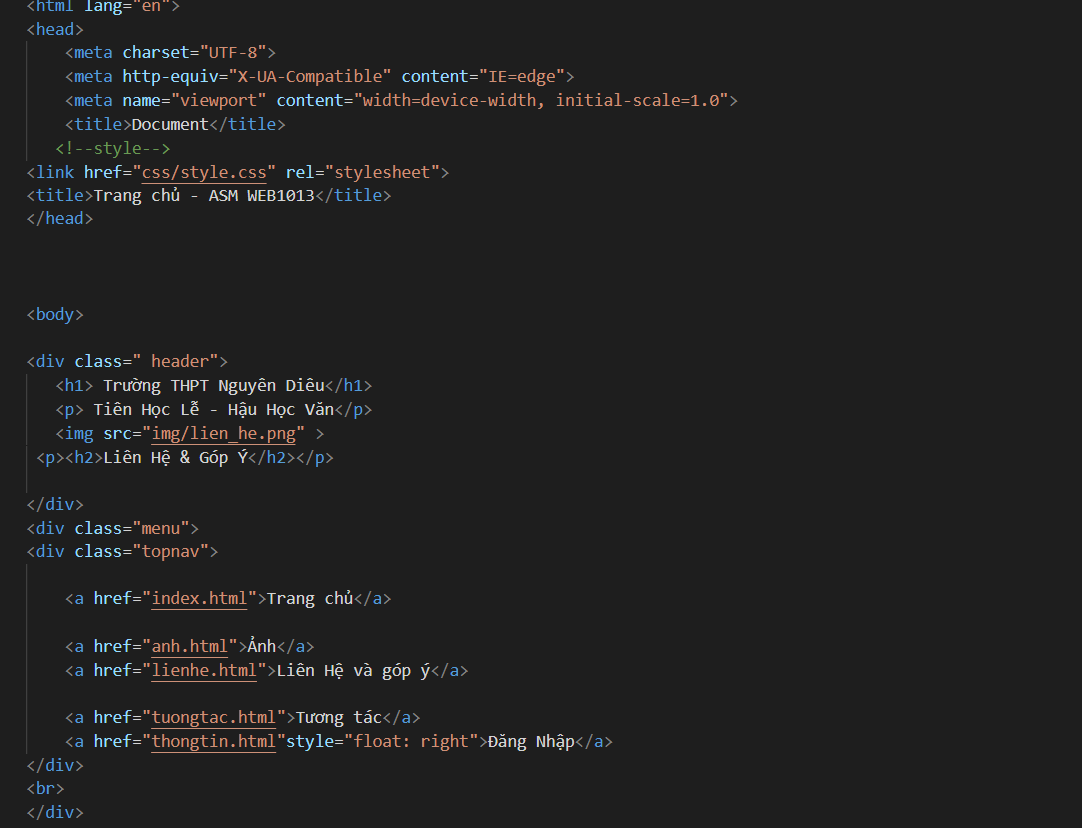 <html lang="en">
<head>
<meta charset="UTF-8">
<meta http-equiv="X-UA-Compatible" content="IE=edge">
<meta name="viewport" content="width=device-width, initial-scale=1.0">
<title>Document</title>
<!--style-->
<link href="css/style.css" rel="stylesheet">
<title>Trang chủ - ASM WEB1013</title>
</head>
<body>
<div class=" header">
<h1> Trường THPT Nguyên Diêu</h1>
<p> Tiên Học Lễ - Hậu Học Văn</p>
<img src="img/lien_he.png" >
<p><h2>Liên Hệ & Góp Ý</h2></p>
</div>
<div class="menu">
<div class="topnav">
<a href="index.html">Trang chủ</a>
<a href="anh.html">Ảnh</a>
<a href="lienhe.html">Liên Hệ và góp ý</a>
<a href="tuongtac.html">Tương tác</a>
<a href="thongtin.html"style="float: right">Đăng Nhập</a>
</div>
<br>
</div>